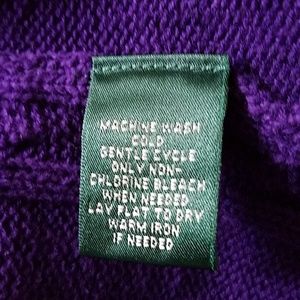 MACHINE WASH
COLD
GENTLE CYCLE
ONLY NON-
CHLORINE BLEACH
WHEN NEEDED
LAY FLAT TO DRY
WARM IRON
IF NEEDED